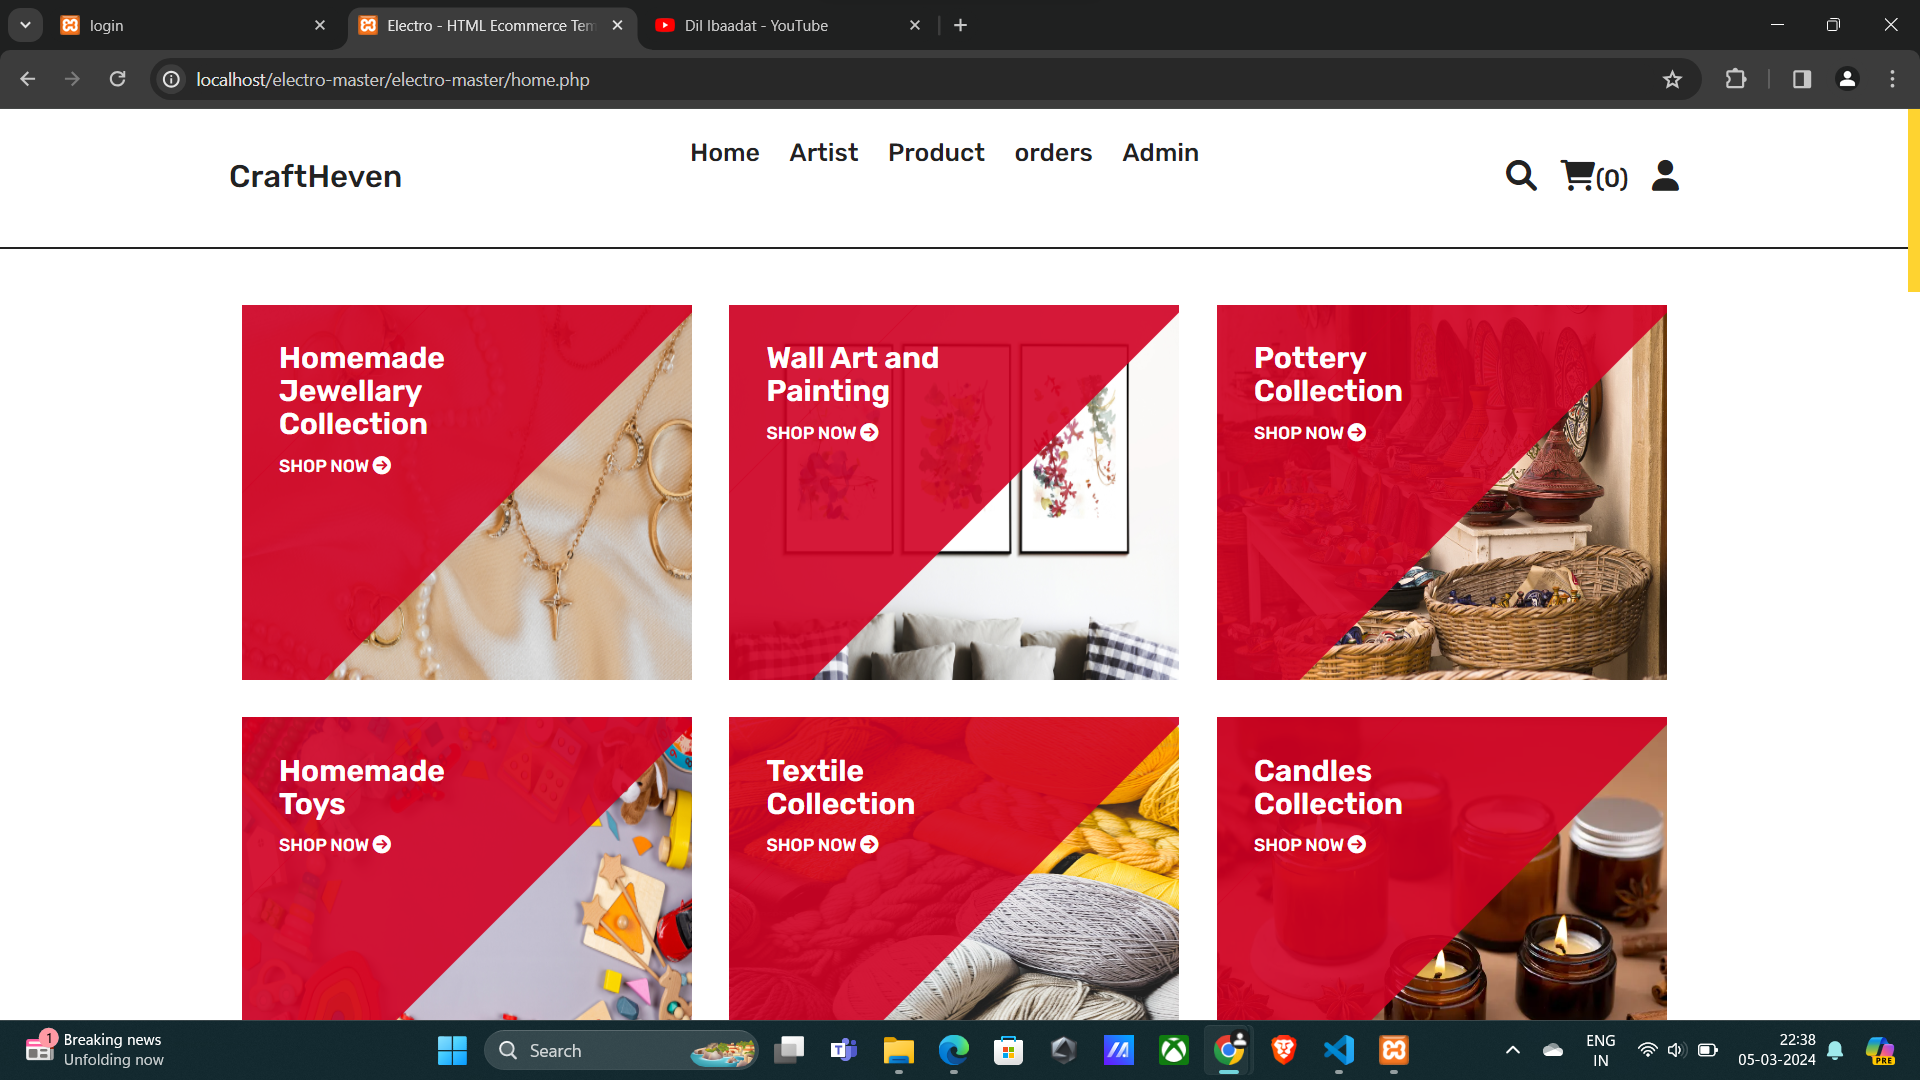 login
Electro - HTML Ecommerce Tem
Dil Ibaadat - YouTube
localhost/electro-master/electro-master/home.php
CraftHeven
Home Artist Product orders Admin
(0)
Homemade
Jewellary
Collection
SHOP NOW
Wall Art and
Painting
SHOP NOW
Pottery
Collection
SHOP NOW
Homemade
Toys
SHOP NOW
Textile
Collection
SHOP NOW
Candles
Collection
SHOP NOW
1
Breaking news
Unfolding now
Search
ENG
IN
22:38
05-03-2024
PRE